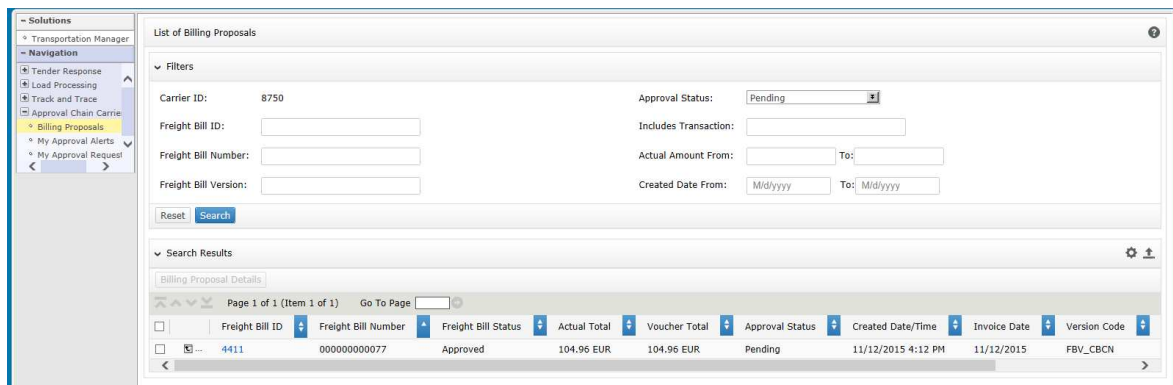 − Solutions
Transportation Manager
− Navigation
Tender Response
Load Processing
Track and Trace
Approval Chain Carrie
Billing Proposals
My Approval Alerts
My Approval Request
List of Billing Proposals
Filters
Carrier ID: 8750 Approval Status: Pending
Freight Bill ID: Includes Transaction:
Freight Bill Number: Actual Amount From: To:
Freight Bill Version: Created Date From: M/d/yyyy To: M/d/yyyy
Reset Search
Search Results
Billing Proposal Details
Page 1 of 1 (Item 1 of 1) Go To Page
Freight Bill ID Freight Bill Number Freight Bill Status Actual Total Voucher Total Approval Status Created Date/Time Invoice Date Version Code
... 4411 000000000077 Approved 104.96 EUR 104.96 EUR Pending 11/12/2015 4:12 PM 11/12/2015 FBV_CBCN